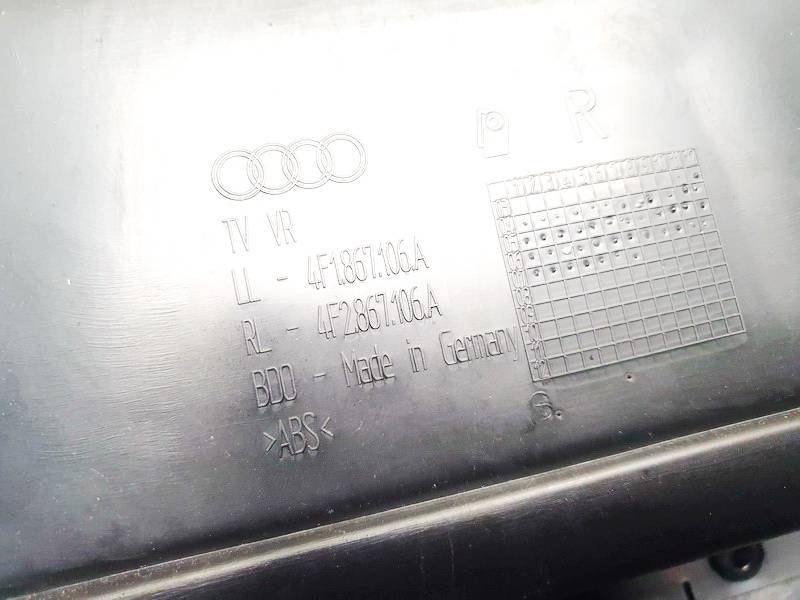 R
TV VR
LL - 4F1.867.106.A
RL - 4F2.867.106.A
BDO - Made in Germany
>ABS<